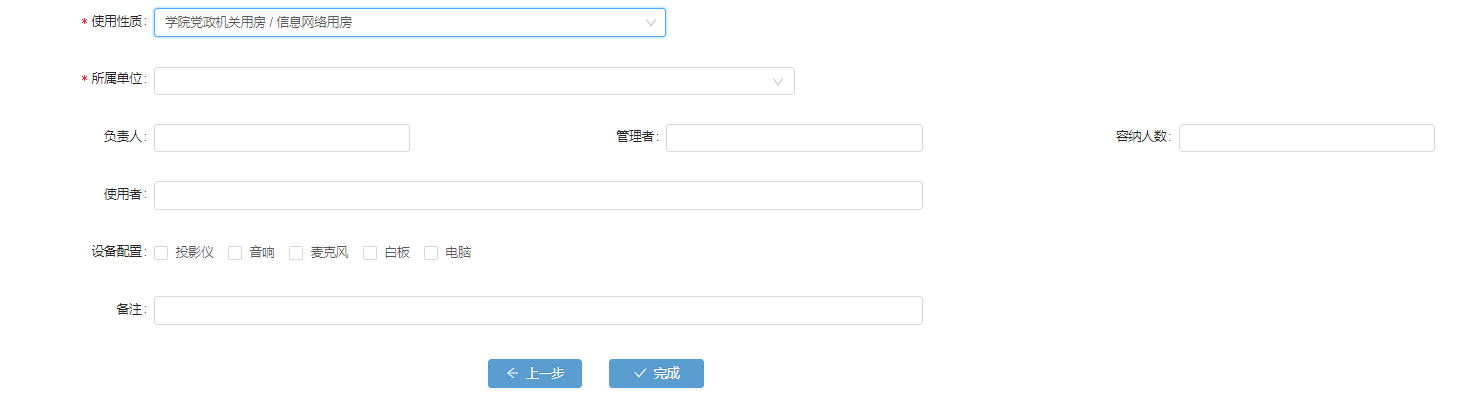 * 使用性质: 学院党政机关用房 / 信息网络用房
* 所属单位:
负责人: 管理者: 容纳人数:
使用者:
设备配置: 投影仪 音响 麦克风 白板 电脑
备注:
上一步 完成